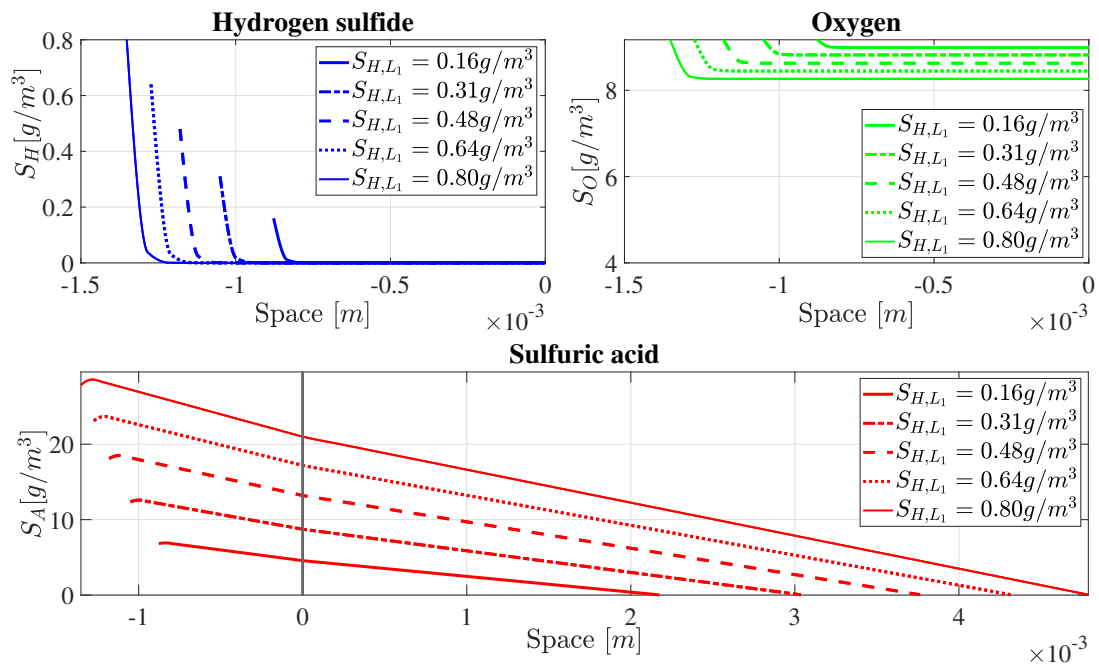 Hydrogen sulfide
S_H[g/m^3]
0.8
0.6
0.4
0.2
0
-1.5
-1
-0.5
0
Space [m]
×10^-3
S_{H,L_1} = 0.16g/m^3
S_{H,L_1} = 0.31g/m^3
S_{H,L_1} = 0.48g/m^3
S_{H,L_1} = 0.64g/m^3
S_{H,L_1} = 0.80g/m^3
Oxygen
S_O[g/m^3]
8
6
4
-1.5
-1
-0.5
0
Space [m]
×10^-3
S_{H,L_1} = 0.16g/m^3
S_{H,L_1} = 0.31g/m^3
S_{H,L_1} = 0.48g/m^3
S_{H,L_1} = 0.64g/m^3
S_{H,L_1} = 0.80g/m^3
Sulfuric acid
S_A[g/m^3]
20
10
0
-1
0
1
2
3
4
Space [m]
×10^-3
S_{H,L_1} = 0.16g/m^3
S_{H,L_1} = 0.31g/m^3
S_{H,L_1} = 0.48g/m^3
S_{H,L_1} = 0.64g/m^3
S_{H,L_1} = 0.80g/m^3